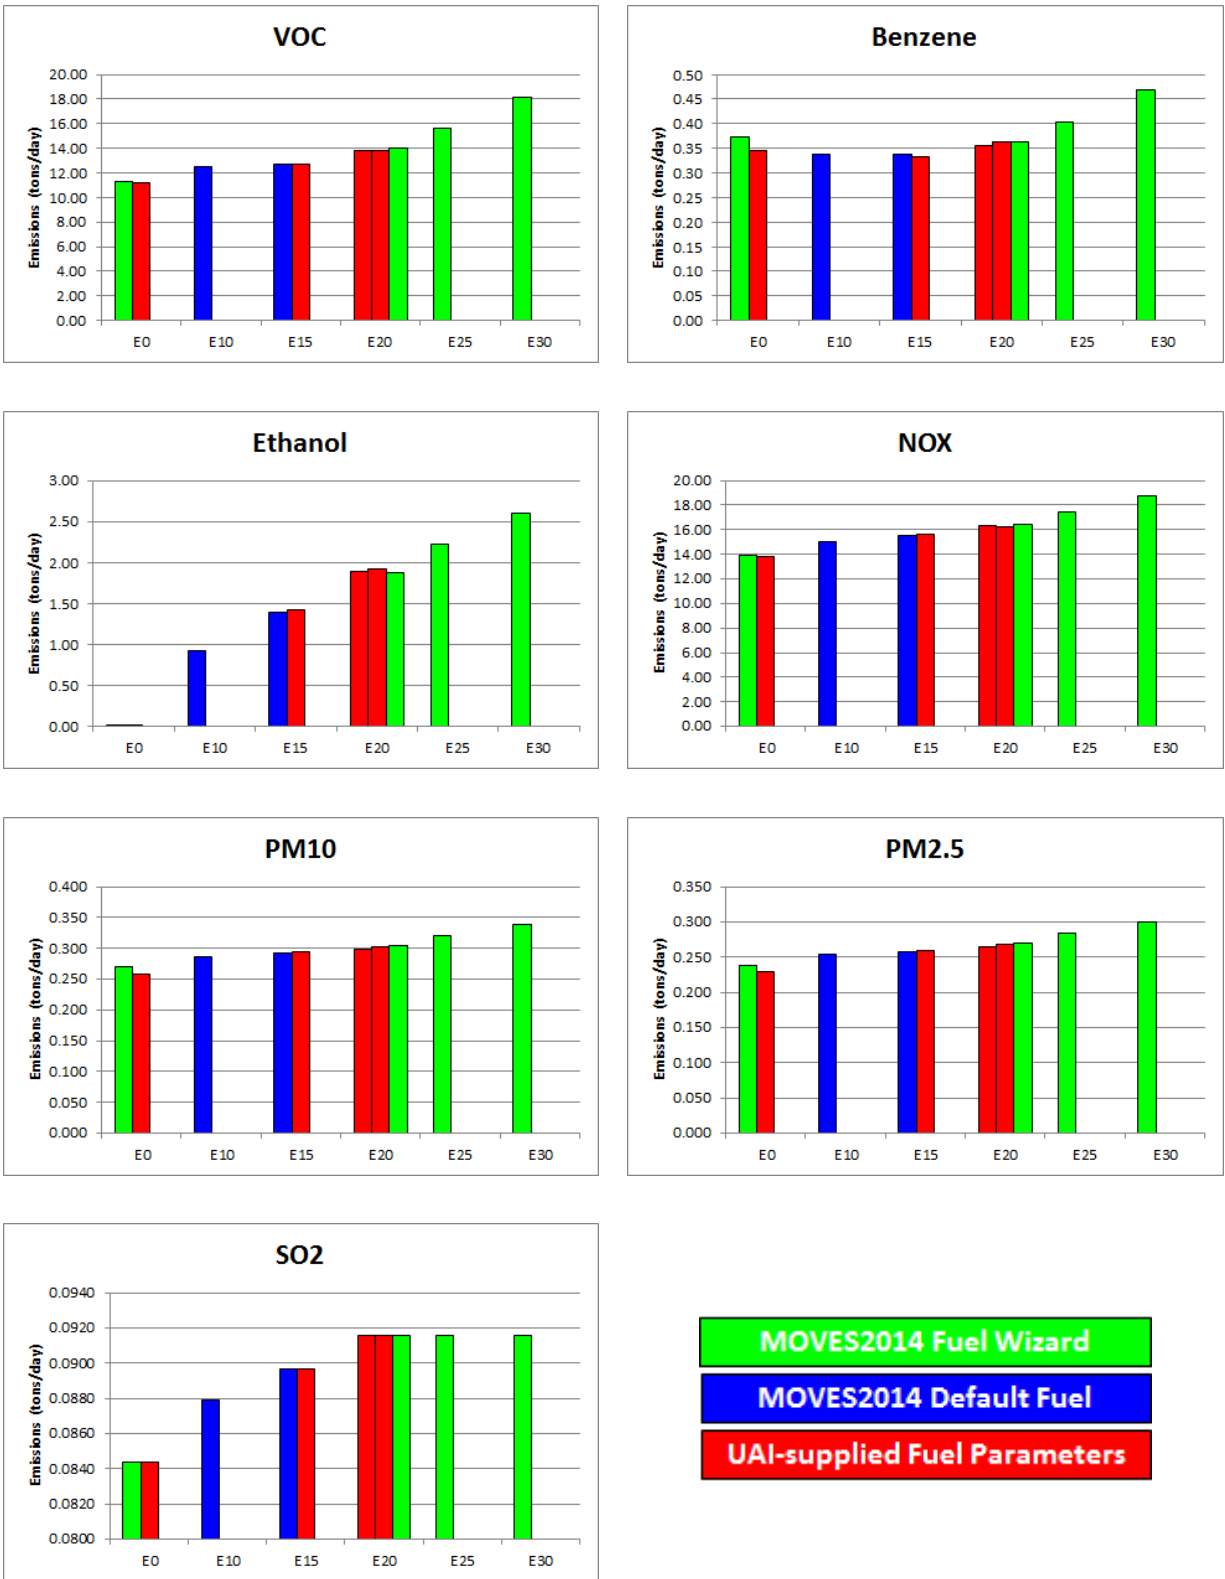 VOC
Emissions (tons/day)
20.00
18.00
16.00
14.00
12.00
10.00
8.00
6.00
4.00
2.00
0.00
E0 E10 E15 E20 E25 E30
Benzene
Emissions (tons/day)
0.50
0.45
0.40
0.35
0.30
0.25
0.20
0.15
0.10
0.05
0.00
E0 E10 E15 E20 E25 E30
Ethanol
Emissions (tons/day)
3.00
2.50
2.00
1.50
1.00
0.50
0.00
E0 E10 E15 E20 E25 E30
NOX
Emissions (tons/day)
20.00
18.00
16.00
14.00
12.00
10.00
8.00
6.00
4.00
2.00
0.00
E0 E10 E15 E20 E25 E30
PM10
Emissions (tons/day)
0.400
0.350
0.300
0.250
0.200
0.150
0.100
0.050
0.000
E0 E10 E15 E20 E25 E30
PM2.5
Emissions (tons/day)
0.350
0.300
0.250
0.200
0.150
0.100
0.050
0.000
E0 E10 E15 E20 E25 E30
SO2
Emissions (tons/day)
0.0940
0.0920
0.0900
0.0880
0.0860
0.0840
0.0820
0.0800
E0 E10 E15 E20 E25 E30
MOVES2014 Fuel Wizard
MOVES2014 Default Fuel
UAI-supplied Fuel Parameters